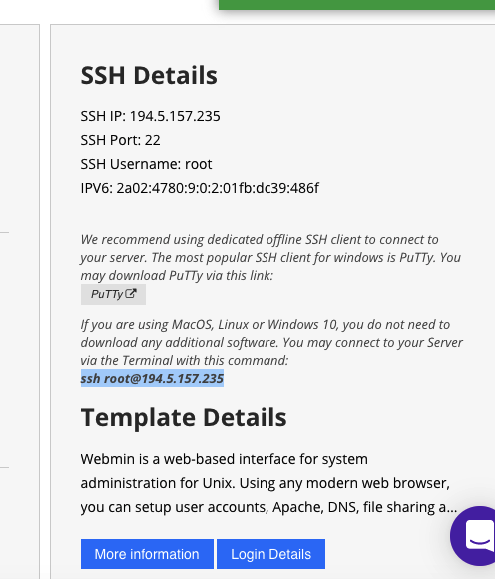 SSH Details
SSH IP: 194.5.157.235
SSH Port: 22
SSH Username: root
IPV6: 2a02:4780:9:0:2:01fb:dc39:486f
We recommend using dedicated offline SSH client to connect to
your server. The most popular SSH client for windows is PuTTy. You
may download PuTTy via this link:
PuTTy
If you are using MacOS, Linux or Windows 10, you do not need to
download any additional software. You may connect to your Server
via the Terminal with this command:
ssh root@194.5.157.235
Template Details
Webmin is a web-based interface for system
administration for Unix. Using any modern web browser,
you can setup user accounts, Apache, DNS, file sharing a...
More information
Login Details